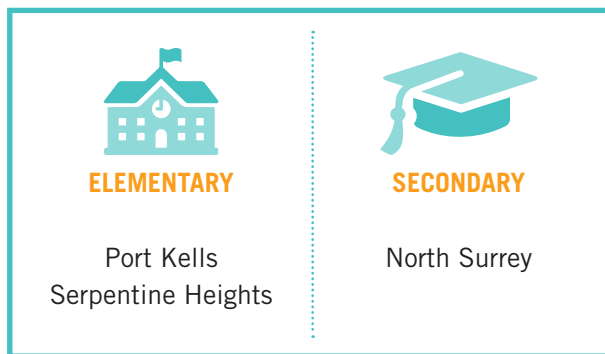 ELEMENTARY
Port Kells
Serpentine Heights
SECONDARY
North Surrey